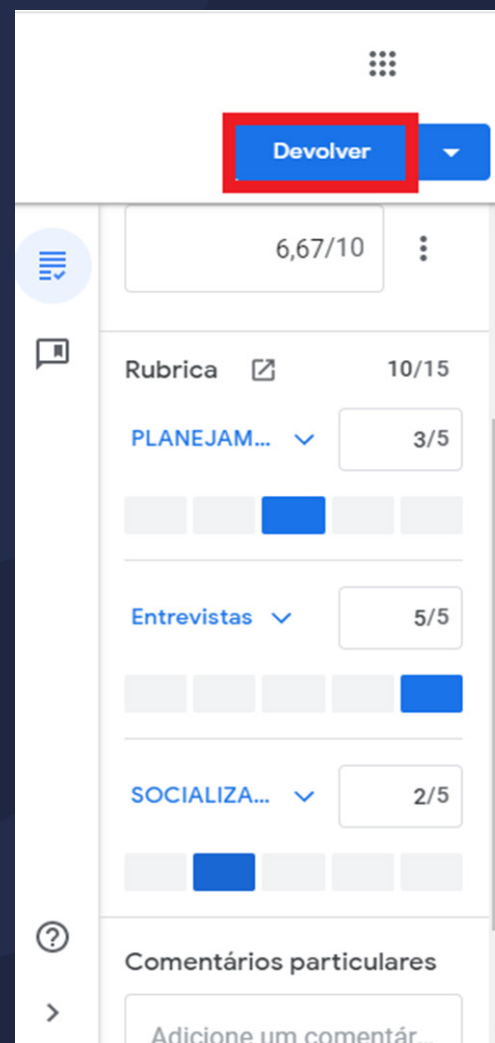 Devolver
6,67/10
Rubrica 10/15
PLANEJAM... 3/5
Entrevistas 5/5
SOCIALIZA... 2/5
Comentários particulares
Adicione um comentár...